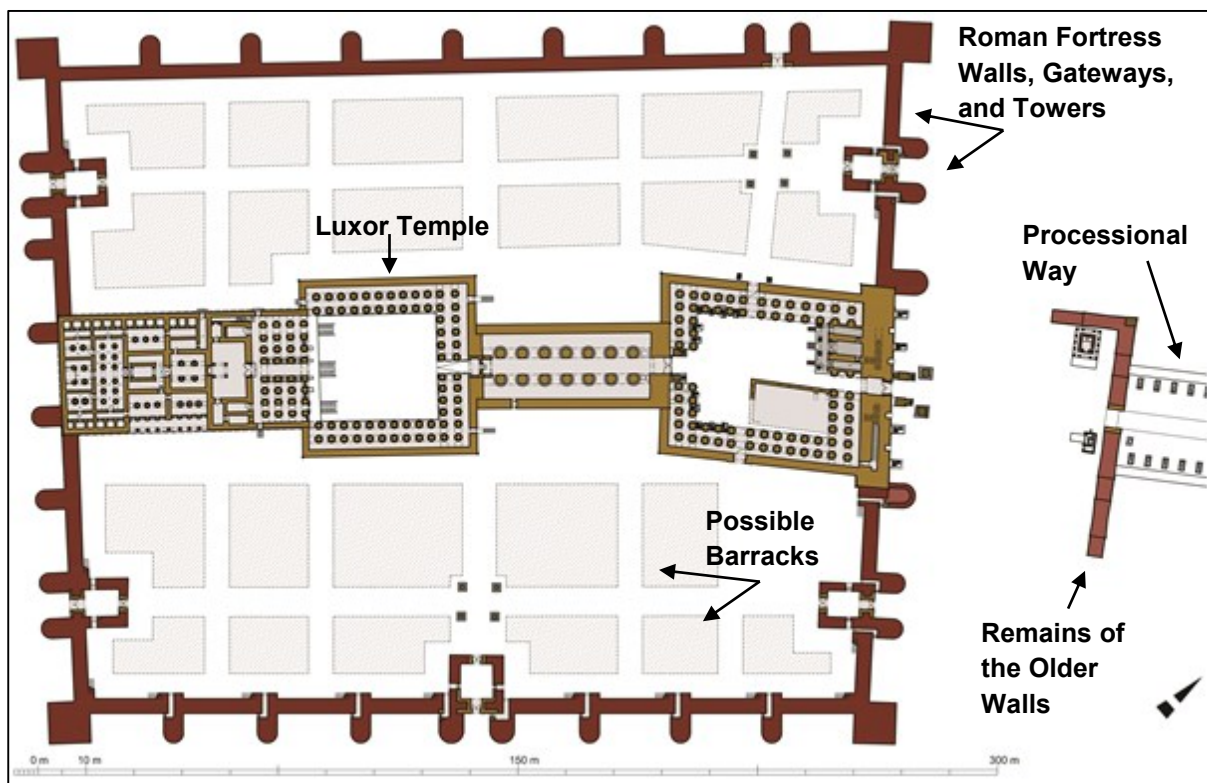 Roman Fortress
Walls, Gateways,
and Towers
Luxor Temple
Processional
Way
Possible
Barracks
Remains of
the Older
Walls
0 m 10 m 150 m 300 m